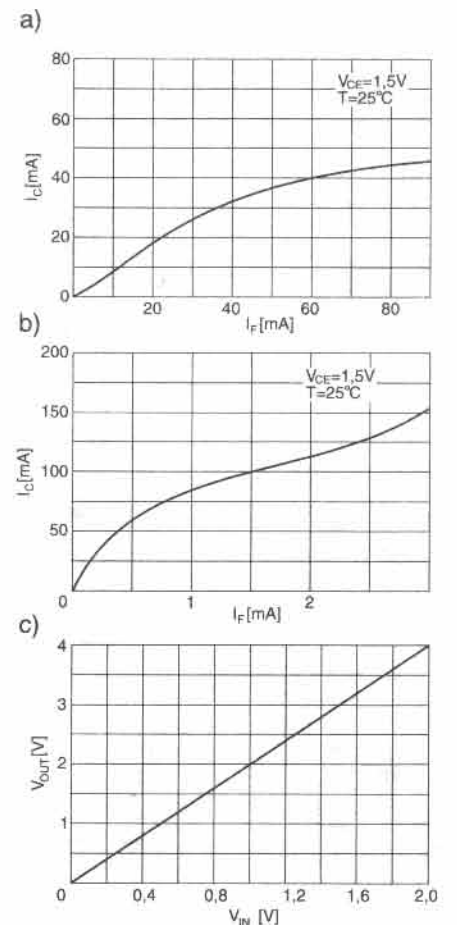 a)
80
60
40
20
0
I_C[mA]
V_CE=1,5V
T=25°C
20 40 60 80
I_F[mA]
b)
200
150
100
50
0
I_C[mA]
V_CE=1,5V
T=25°C
1 2
I_F[mA]
c)
4
3
2
1
0
V_OUT[V]
0,4 0,8 1,2 1,6 2,0
V_IN [V]